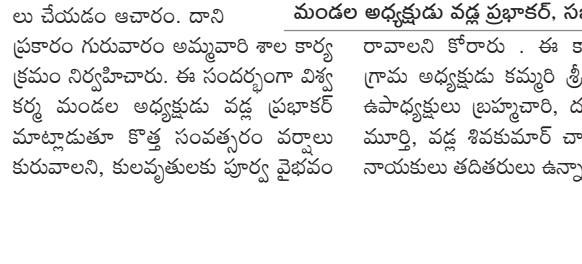 లు చేయడం ఆచారం. దాని
ప్రకారం గురువారం అమ్మవారి శాల కార్య
క్రమం నిర్వహించారు. ఈ సందర్భంగా విశ్వ
కర్మ మండల అధ్యక్షుడు వడ్ల ప్రభాకర్
మాట్లాడుతూ కొత్త సంవత్సరం వర్షాలు
కురువాలని, కులవృతులకు పూర్వ వైభవం
మండల అధ్యక్షుడు వడ్ల ప్రభాకర్,
రావాలని కోరారు . ఈ
గ్రామ అధ్యక్షుడు కమ్మరి
ఉపాధ్యక్షులు బ్రహ్మచారి,
మూర్తి, వడ్ల శివకుమార్
నాయకులు తదితరులు